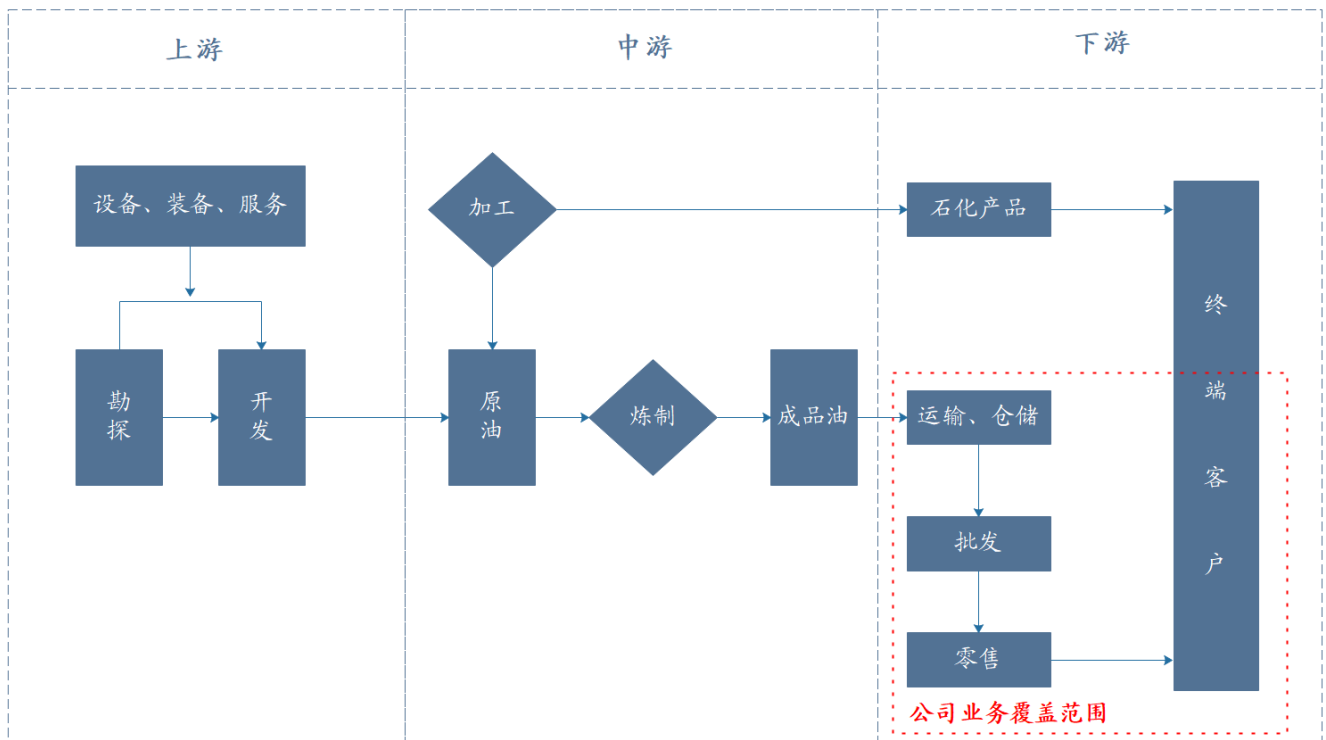 上游
中游
下游
设备、装备、服务
勘
探
开
发
加工
原
油
炼制
成品油
石化产品
运输、仓储
批发
零售
终
端
客
户
公司业务覆盖范围